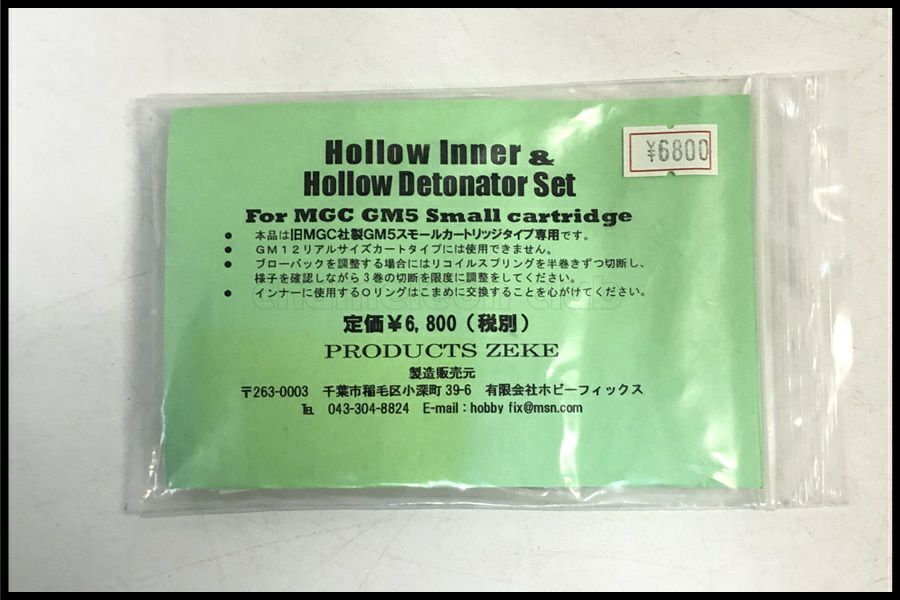 Hollow Inner &
Hollow Detonator Set
¥6800
For MGC GM5 Small cartridge
● 本品は旧MGC社製GM5スモールカートリッジタイプ専用です。
● GM12リアルサイズカートタイプには使用できません。
● ブローバックを調整する場合にはリコイルスプリングを半巻きずつ切断し、
様子を確認しながら3巻の切断を限度に調整をしてください。
● インナーに使用するOリングはこまめに交換することを心がけてください。
定価¥6,800(税別)
PRODUCTS ZEKE
製造販売元
〒263-0003 千葉市稲毛区小深町39-6 有限会社ホビーフィックス
℡ 043-304-8824 E-mail:hobby fix@msn.com